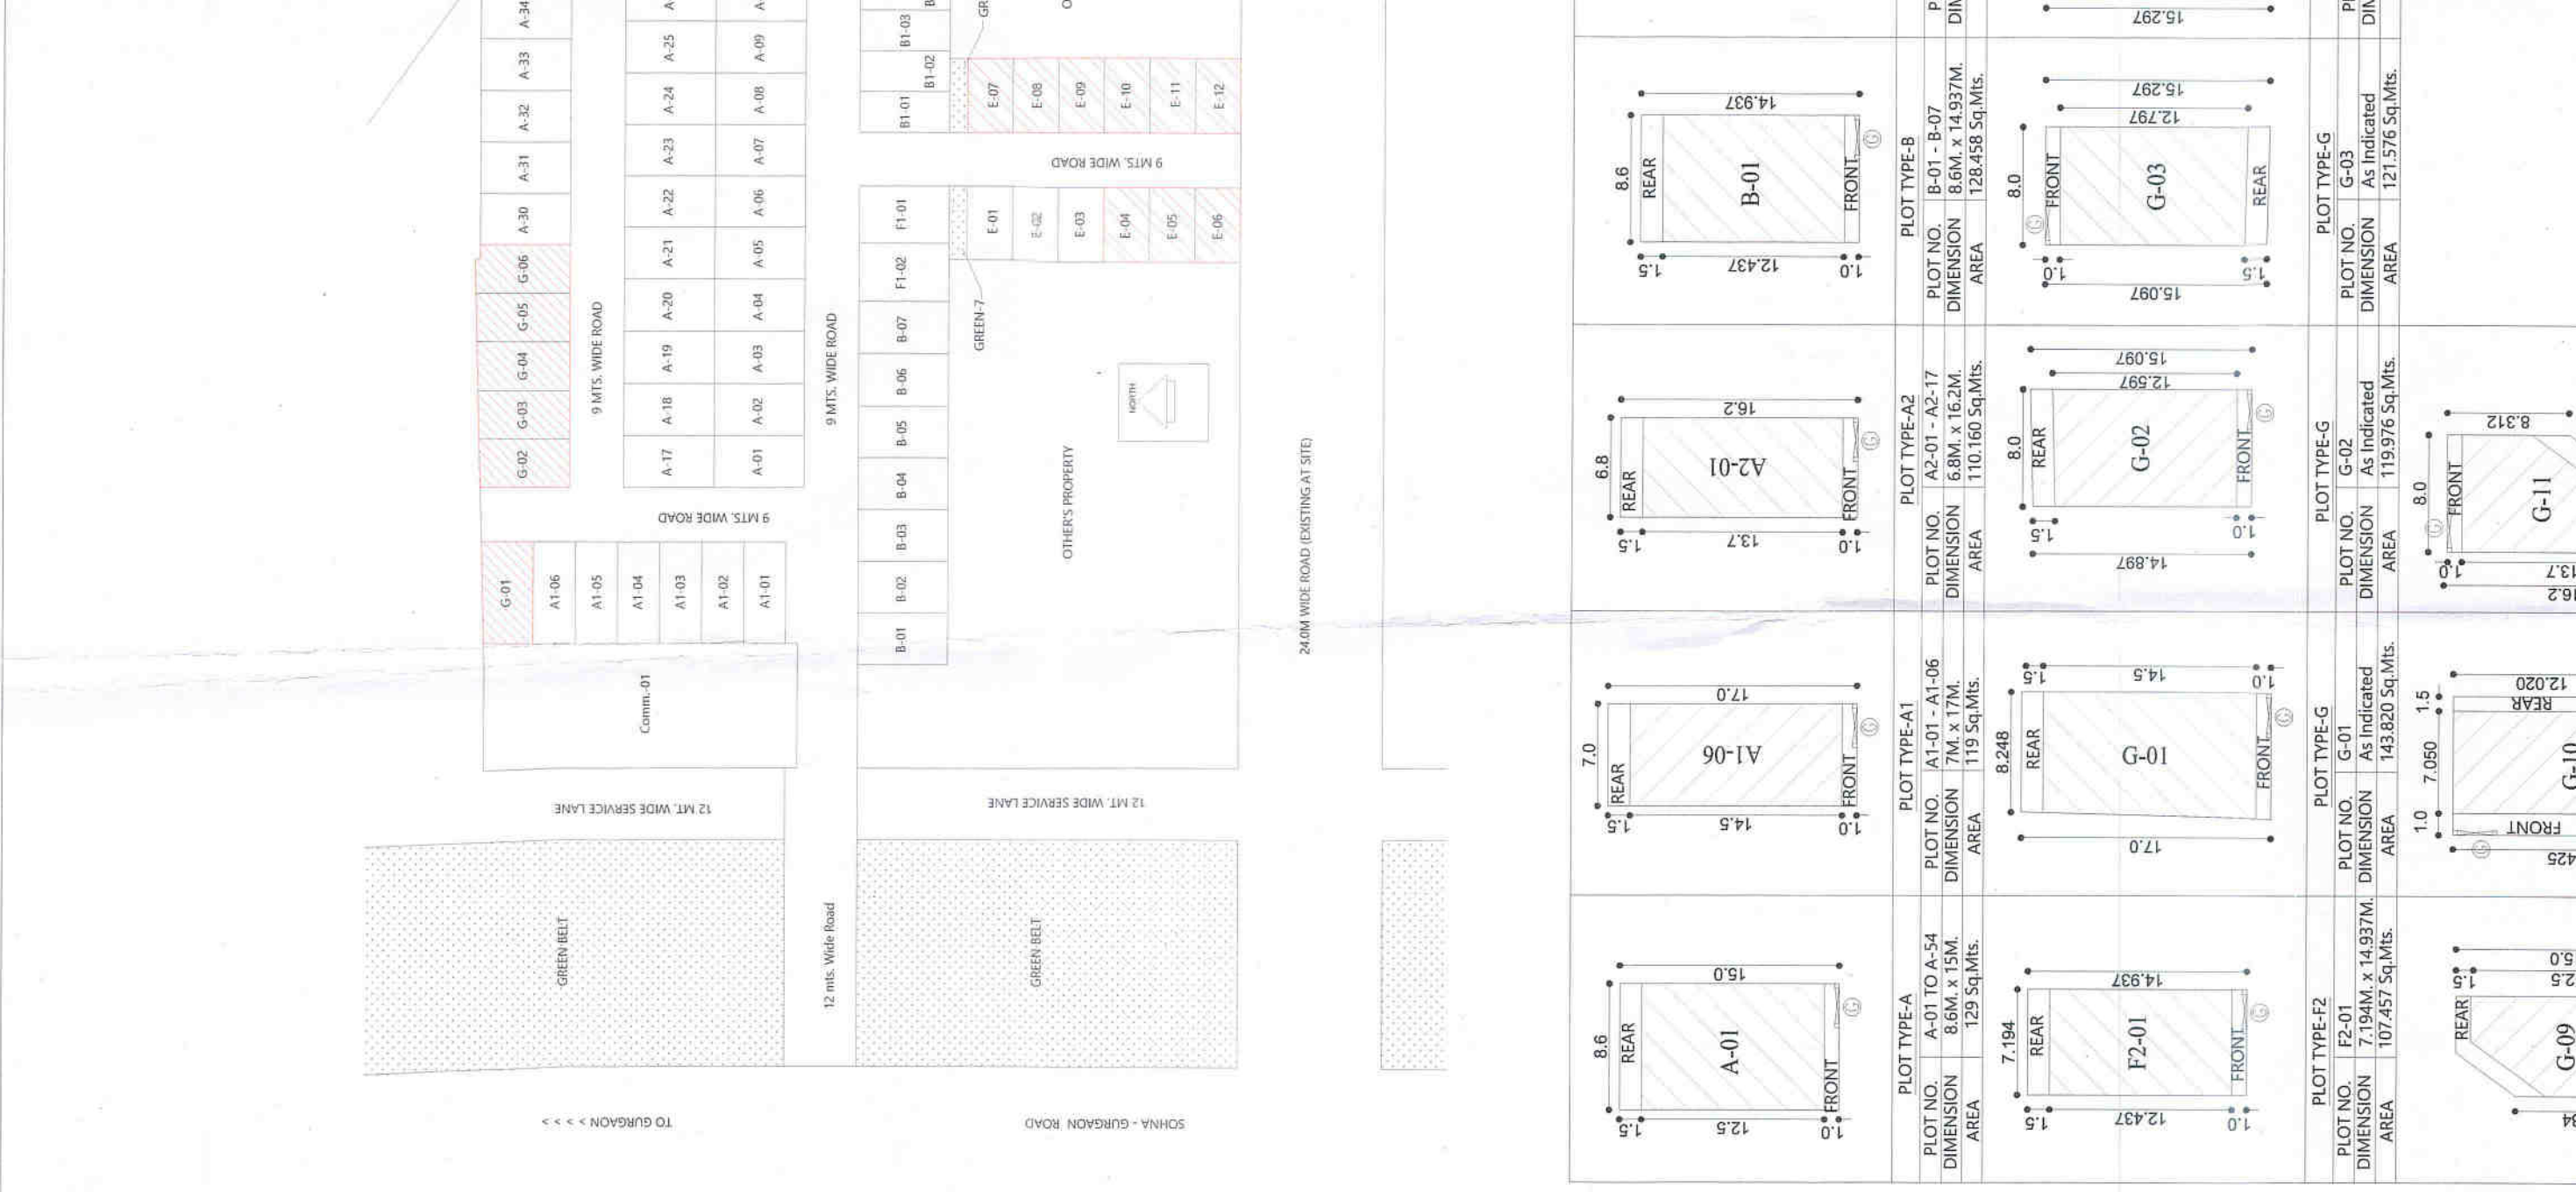 A-34
A-33
A-32
A-31
A-30
G-06
G-05
G-04
G-03
G-02
9 MTS. WIDE ROAD
A-25
A-24
A-23
A-22
A-21
A-20
A-19
A-18
A-17
A-09
A-08
A-07
A-06
A-05
A-04
A-03
A-02
A-01
9 MTS. WIDE ROAD
9 MTS. WIDE ROAD
G-01
A1-06
A1-05
A1-04
A1-03
A1-02
A1-01
Comm.-01
B1-03
B1-02
B1-01
F1-01
F1-02
B-07
B-06
B-05
B-04
B-03
B-02
B-01
E-07
E-08
E-09
E-10
E-11
E-12
9 MTS. WIDE ROAD
E-01
E-02
E-03
E-04
E-05
E-06
GREEN-7
NORTH
OTHER'S PROPERTY
24.0M WIDE ROAD (EXISTING AT SITE)
12 MT. WIDE SERVICE LANE
12 MT. WIDE SERVICE LANE
GREEN BELT
12 mts. Wide Road
GREEN BELT
TO GURGAON > > > >
SOHNA - GURGAON ROAD
8.6
REAR
A-01
FRONT
G
1.5
12.5
1.0
15.0
PLOT TYPE-A
PLOT NO. A-01 TO A-54
DIMENSION 8.6M. x 15M.
AREA 129 Sq.Mts.
7.0
REAR
A1-06
FRONT
G
1.5
14.5
1.0
17.0
PLOT TYPE-A1
PLOT NO. A1-01 - A1-06
DIMENSION 7M. x 17M.
AREA 119 Sq.Mts.
6.8
REAR
A2-01
FRONT
G
1.5
13.7
1.0
16.2
PLOT TYPE-A2
PLOT NO. A2-01 - A2-17
DIMENSION 6.8M. x 16.2M.
AREA 110.160 Sq.Mts.
8.6
REAR
B-01
FRONT
G
1.5
12.437
1.0
14.937
PLOT TYPE-B
PLOT NO. B-01 - B-07
DIMENSION 8.6M. x 14.937M.
AREA 128.458 Sq.Mts.
7.194
REAR
F2-01
FRONT
G
1.5
12.437
1.0
14.937
PLOT TYPE-F2
PLOT NO. F2-01
DIMENSION 7.194M. x 14.937M.
AREA 107.457 Sq.Mts.
8.248
REAR
G-01
FRONT
G
17.0
1.5
14.5
1.0
PLOT TYPE-G
PLOT NO. G-01
DIMENSION As Indicated
AREA 143.820 Sq.Mts.
8.0
REAR
G-02
FRONT
G
1.5
1.0
14.897
12.597
15.097
PLOT TYPE-G
PLOT NO. G-02
DIMENSION As Indicated
AREA 119.976 Sq.Mts.
8.0
G
FRONT
G-03
REAR
1.0
1.5
15.097
12.797
15.297
PLOT TYPE-G
PLOT NO. G-03
DIMENSION As Indicated
AREA 121.576 Sq.Mts.
15.297
REAR
G-09
1.5
1.0
7.050
1.5
FRONT
G
G-10
REAR
12.020
8.0
G
FRONT
G-11
1.0
13.7
16.2
8.312